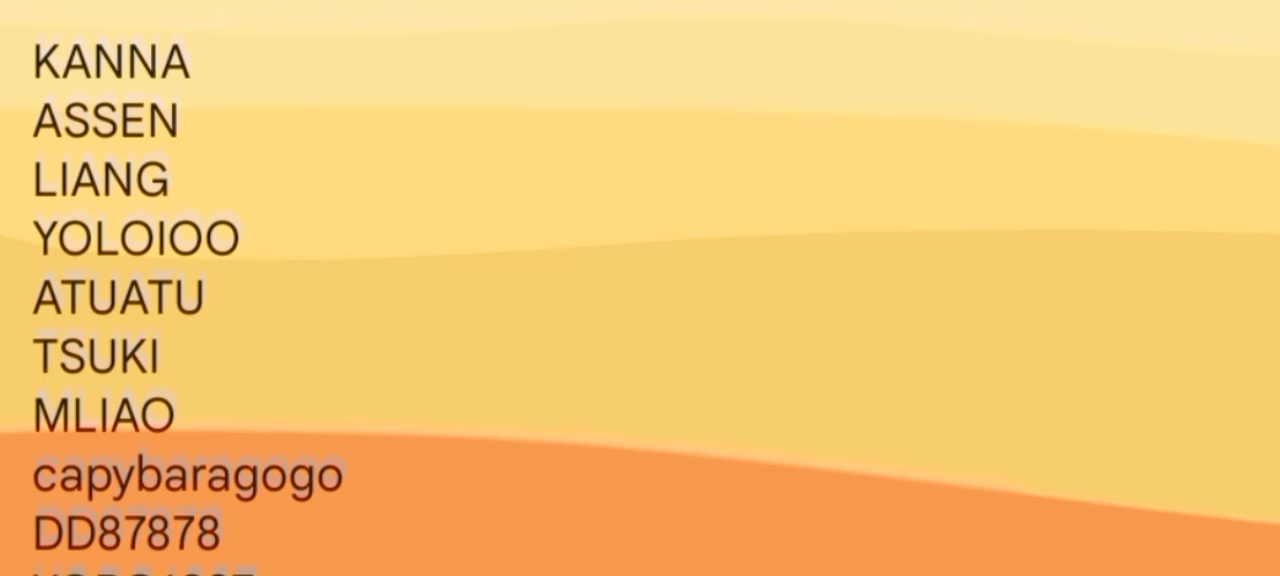 KANNA
ASSEN
LIANG
YOLOIOO
ATUATU
TSUKI
MLIAO
capybaragogo
DD87878